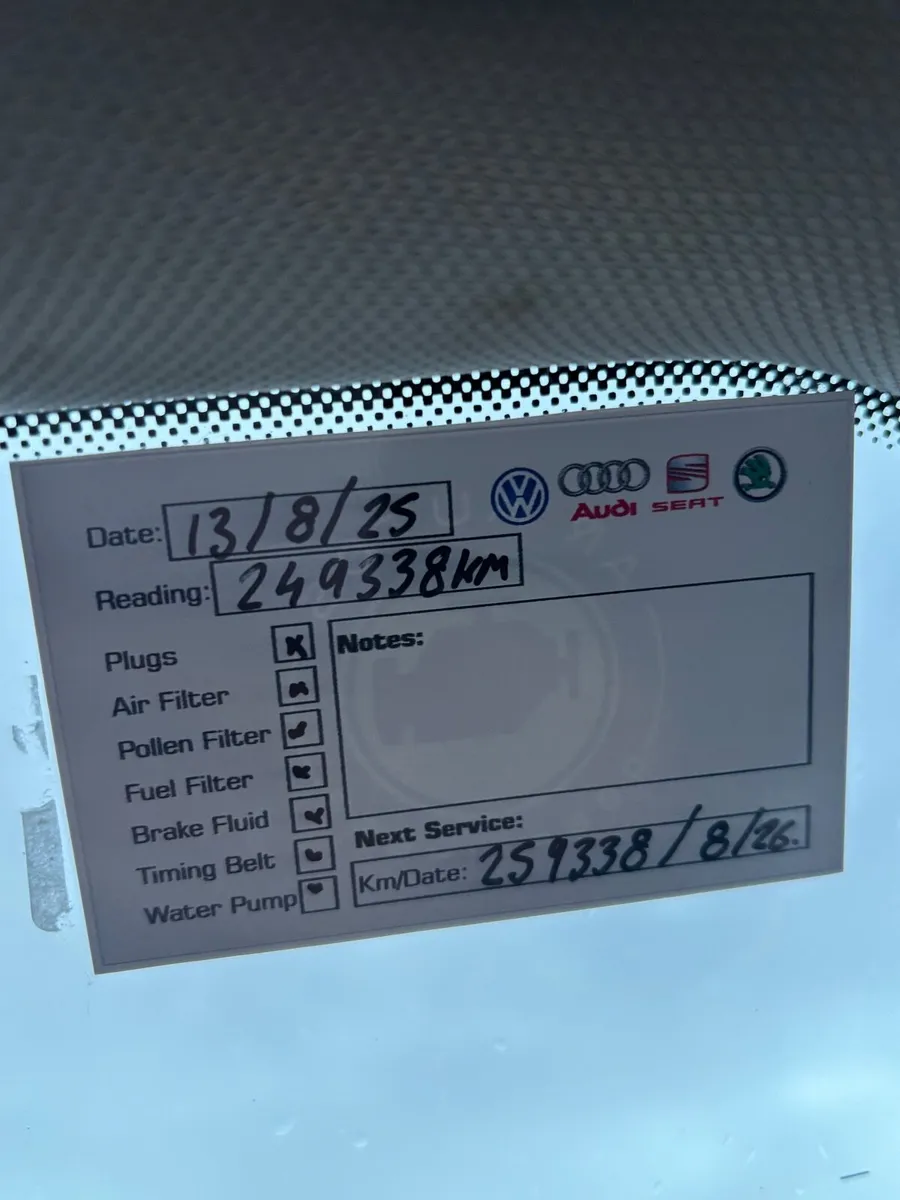 Date: 13/8/25
Audi SEAT
Reading: 249338km
Plugs
Notes:
Air Filter
Pollen Filter
Fuel Filter
Brake Fluid
Timing Belt
Water Pump
Next Service:
Km/Date: 259338/8/26.